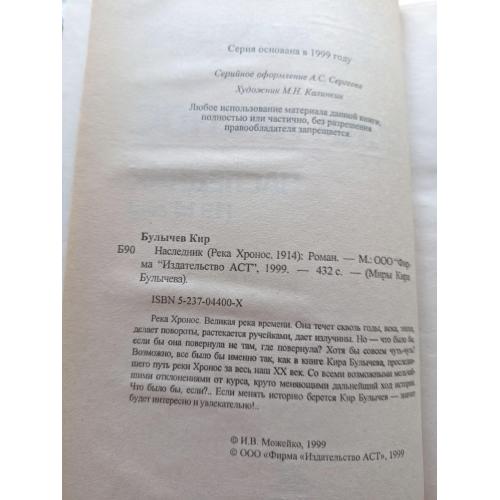 Серия основана в 1999 году
Серийное оформление А.С. Сергеева
Художник М.Н. Калинкин
Любое использование материала данной книги,
полностью или частично, без разрешения
правообладателя запрещается.
Булычев Кир
Б90 Наследник (Река Хронос. 1914): Роман. — М.: ООО "Фир-
ма "Издательство АСТ", 1999. — 432 с. — (Миры Кира
Булычева).
ISBN 5-237-04400-X
Река Хронос. Великая река времени. Она течет сквозь годы, века, эпохи,
делает повороты, растекается ручейками, дает излучины. Но — что было бы,
если бы она повернула не там, где повернула? Хотя бы совсем чуть-чуть?
Возможно, все было бы именно так, как в книге Кира Булычева, проследив-
шего путь реки Хронос за весь наш XX век. Со всеми возможными мельчай-
шими отклонениями от курса, круто меняющими дальнейший ход истории.
Что было бы, если?.. Если менять историю берется Кир Булычев — значит
будет интересно и увлекательно!..
© И.В. Можейко, 1999
© ООО «Фирма «Издательство АСТ», 1999